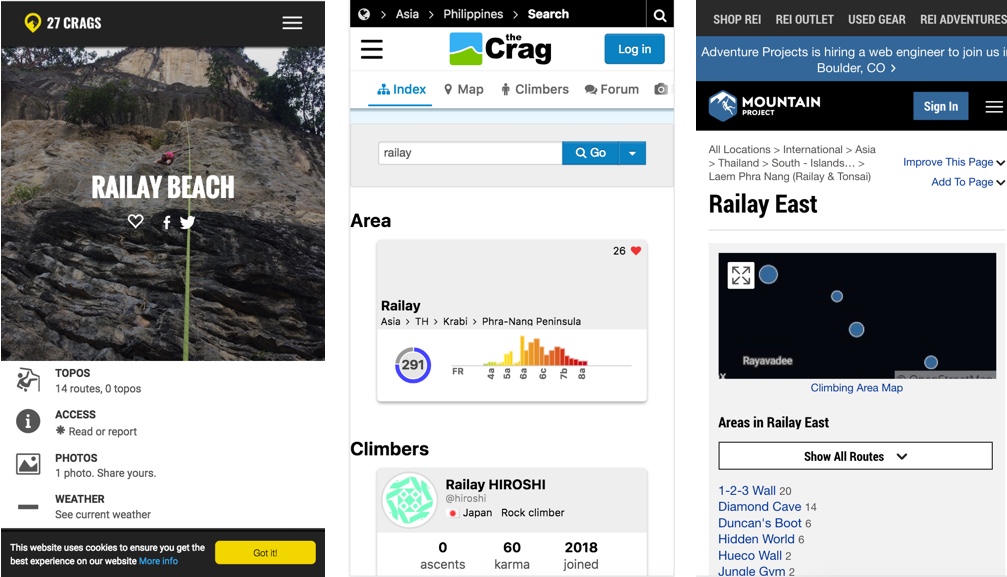 27 CRAGS
RAILAY BEACH
TOPOS
14 routes, 0 topos
ACCESS
Read or report
PHOTOS
1 photo. Share yours.
WEATHER
See current weather
This website uses cookies to ensure you get the
best experience on our website More info
Got it!
> Asia > Philippines > Search
the
Crag
Log in
Index
Map
Climbers
Forum
railay
Go
Area
26
Railay
Asia > TH > Krabi > Phra-Nang Peninsula
291
FR
4a 5a 6a 6c 7b 8a
Climbers
Railay HIROSHI
@hiroshi
Japan Rock climber
0 60 2018
ascents karma joined
SHOP REI REI OUTLET USED GEAR REI ADVENTURES
Adventure Projects is hiring a web engineer to join us i
Boulder, CO >
MOUNTAIN
PROJECT
Sign In
All Locations > International > Asia
> Thailand > South - Islands... >
Laem Phra Nang (Railay & Tonsai)
Improve This Page
Add To Page
Railay East
Rayavadee
© OpenStreetMap
Climbing Area Map
Areas in Railay East
Show All Routes
1-2-3 Wall 20
Diamond Cave 14
Duncan's Boot 6
Hidden World 6
Hueco Wall 2
Jungle Gym 2